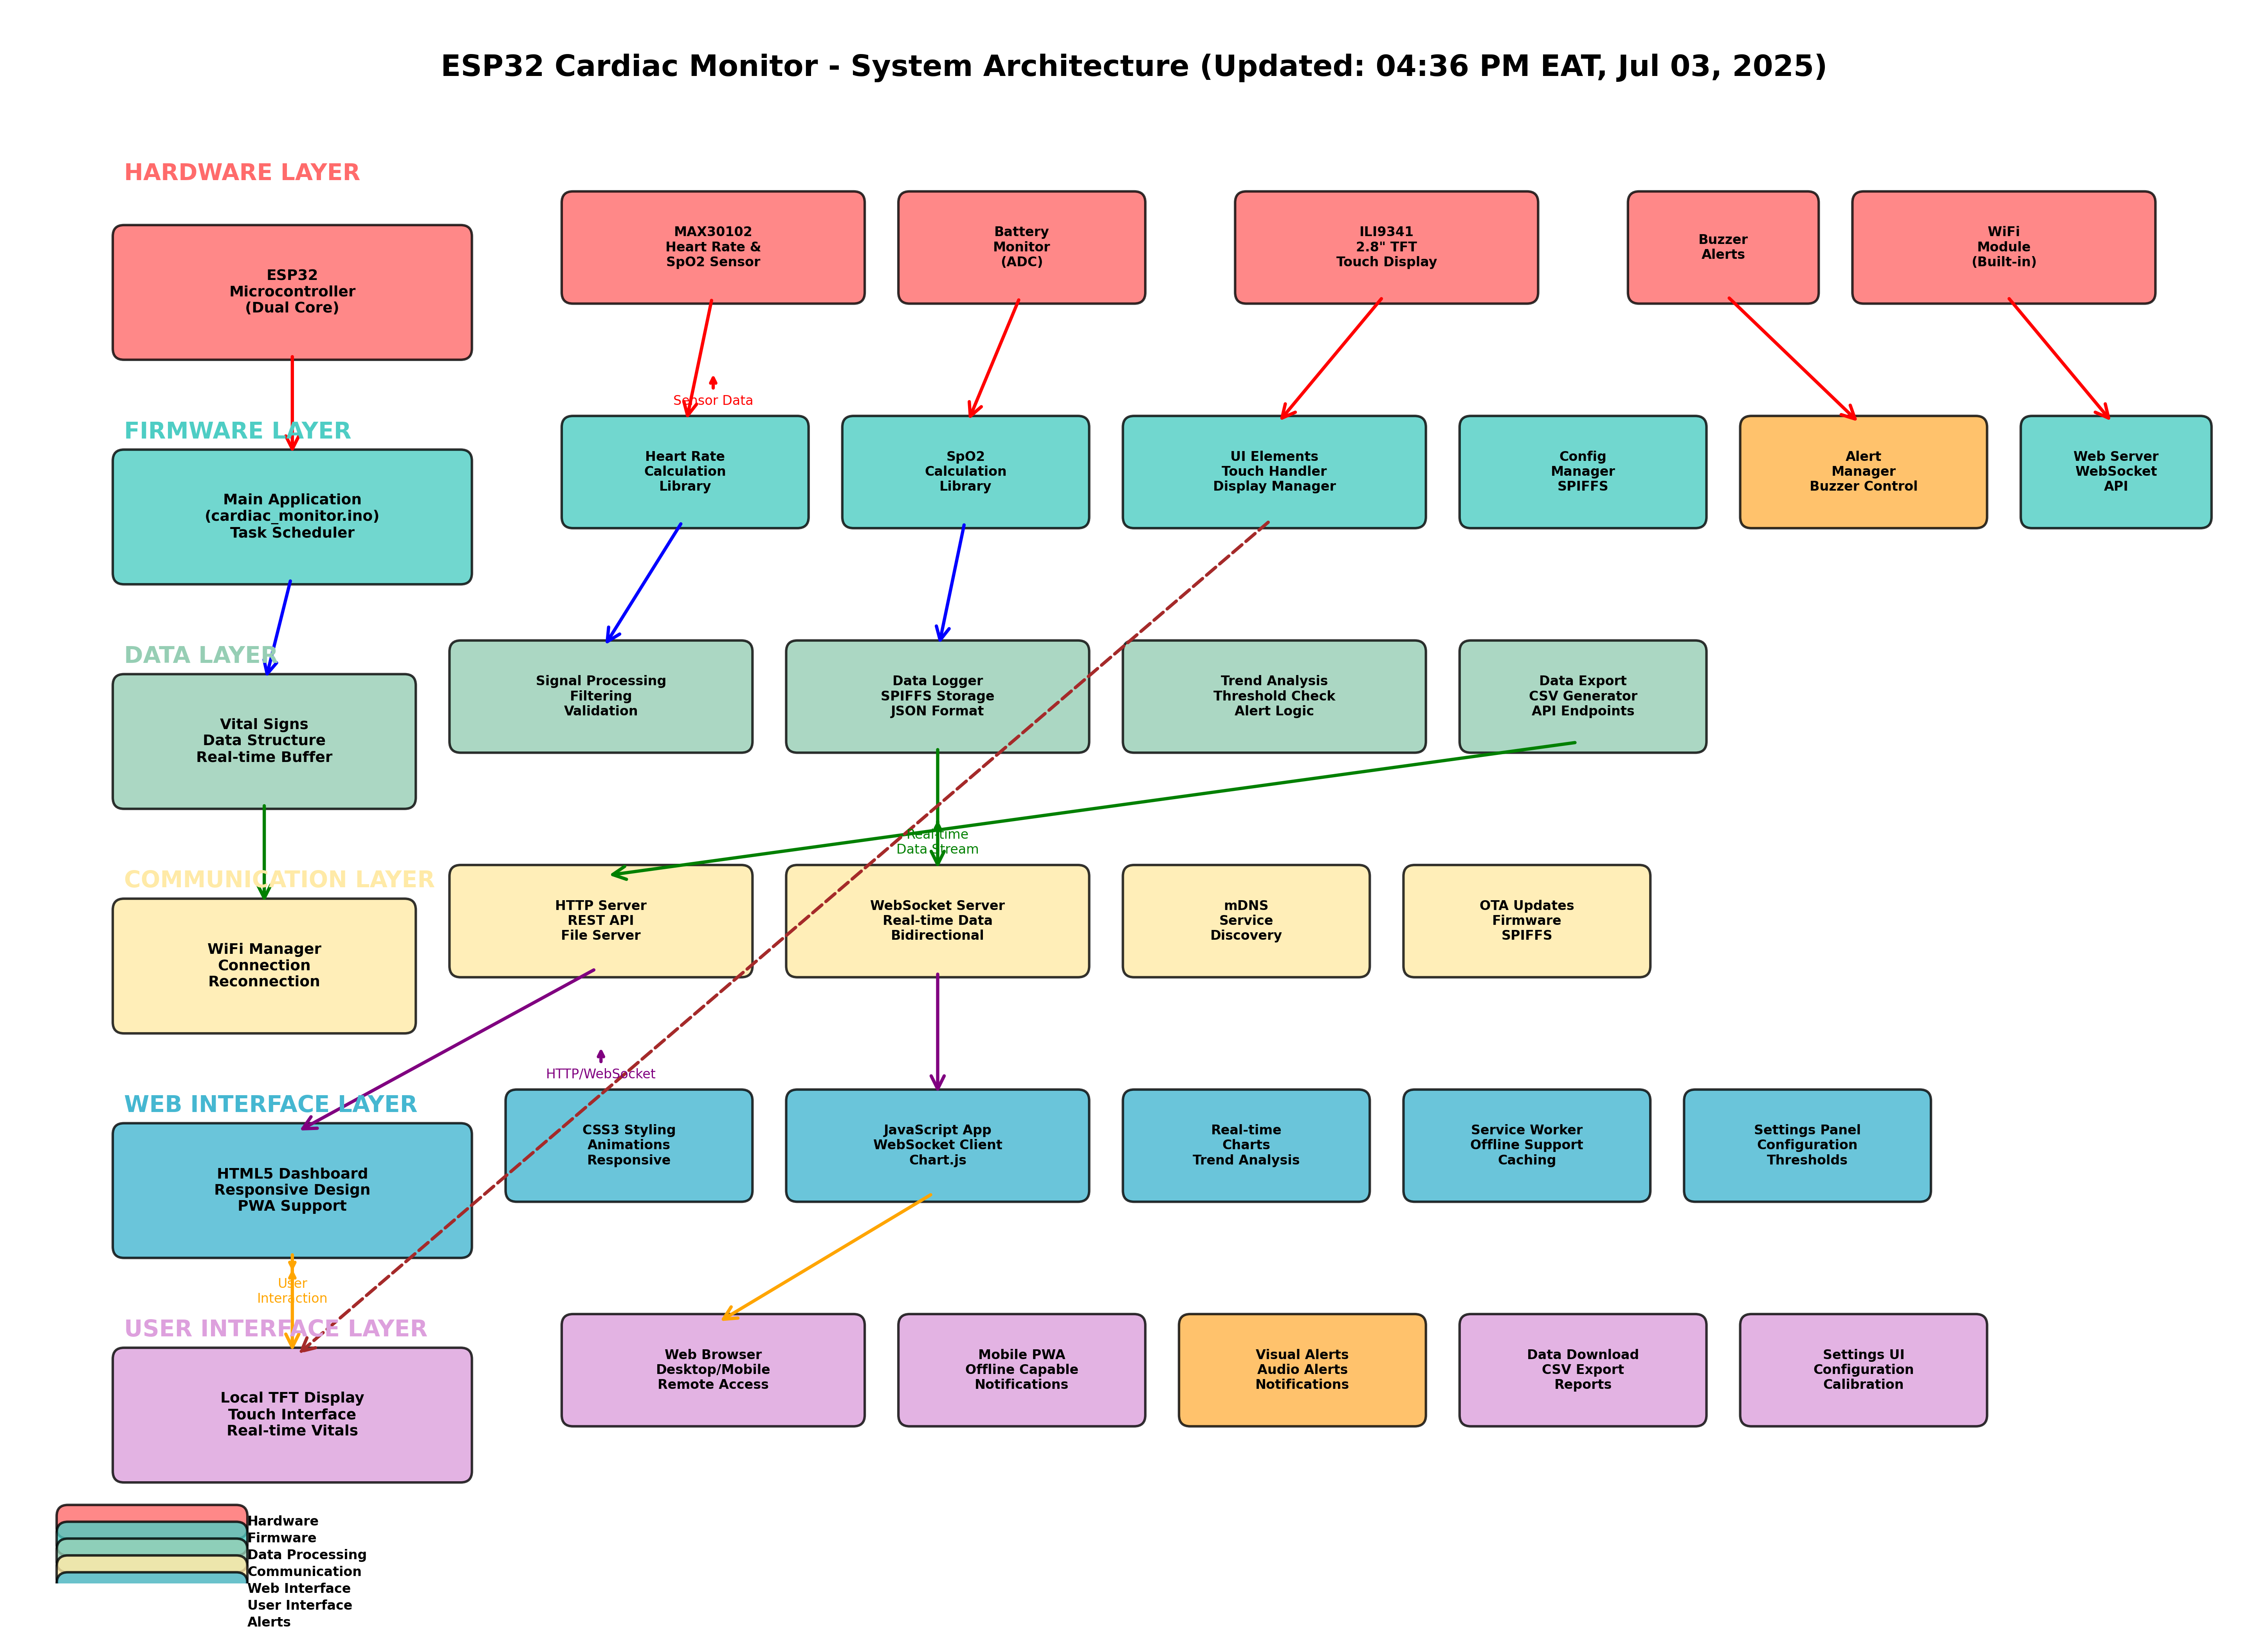 ESP32 Cardiac Monitor - System Architecture (Updated: 04:36 PM EAT, Jul 03, 2025)
HARDWARE LAYER
ESP32
Microcontroller
(Dual Core)
MAX30102
Heart Rate &
SpO2 Sensor
Battery
Monitor
(ADC)
ILI9341
2.8" TFT
Touch Display
Buzzer
Alerts
WiFi
Module
(Built-in)
Sensor Data
FIRMWARE LAYER
Main Application
(cardiac_monitor.ino)
Task Scheduler
Heart Rate
Calculation
Library
SpO2
Calculation
Library
UI Elements
Touch Handler
Display Manager
Config
Manager
SPIFFS
Alert
Manager
Buzzer Control
Web Server
WebSocket
API
DATA LAYER
Vital Signs
Data Structure
Real-time Buffer
Signal Processing
Filtering
Validation
Data Logger
SPIFFS Storage
JSON Format
Trend Analysis
Threshold Check
Alert Logic
Data Export
CSV Generator
API Endpoints
Real-time
Data Stream
COMMUNICATION LAYER
WiFi Manager
Connection
Reconnection
HTTP Server
REST API
File Server
WebSocket Server
Real-time Data
Bidirectional
mDNS
Service
Discovery
OTA Updates
Firmware
SPIFFS
HTTP/WebSocket
WEB INTERFACE LAYER
HTML5 Dashboard
Responsive Design
PWA Support
CSS3 Styling
Animations
Responsive
JavaScript App
WebSocket Client
Chart.js
Real-time
Charts
Trend Analysis
Service Worker
Offline Support
Caching
Settings Panel
Configuration
Thresholds
User
Interaction
USER INTERFACE LAYER
Local TFT Display
Touch Interface
Real-time Vitals
Web Browser
Desktop/Mobile
Remote Access
Mobile PWA
Offline Capable
Notifications
Visual Alerts
Audio Alerts
Notifications
Data Download
CSV Export
Reports
Settings UI
Configuration
Calibration
Hardware
Firmware
Data Processing
Communication
Web Interface
User Interface
Alerts